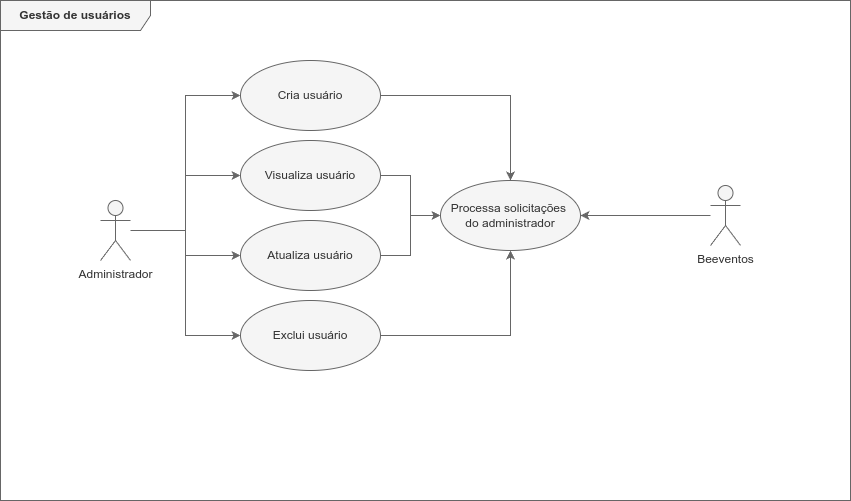 Gestão de usuários
Cria usuário
Visualiza usuário
Processa solicitações
do administrador
Atualiza usuário
Beeventos
Administrador
Exclui usuário